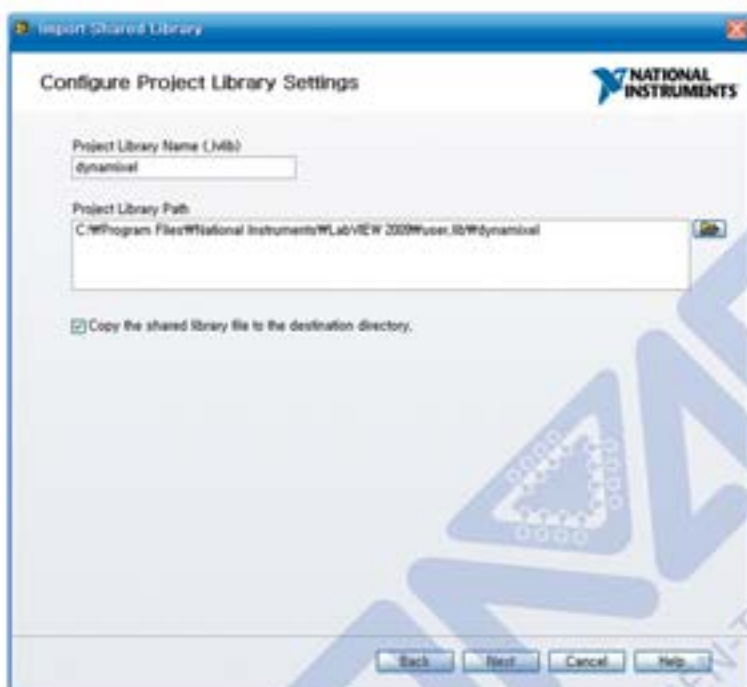 Import Shared Library
Configure Project Library Settings
NATIONAL
INSTRUMENTS
Project Library Name (.lvlib)
dynamixel
Project Library Path
C:₩Program Files₩National Instruments₩LabVIEW 2009₩user.lib₩dynamixel
Copy the shared library file to the destination directory.
Back
Next
Cancel
Help